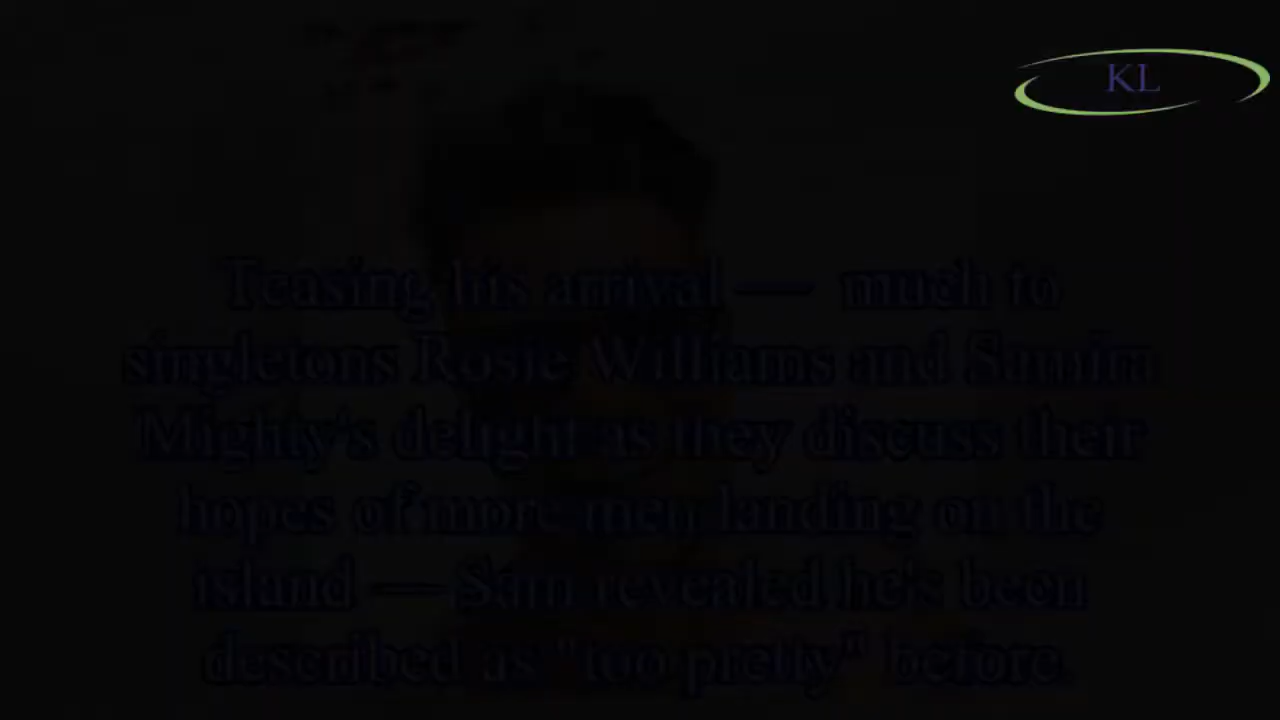 KL
Teasing his arrival — much to
singletons Rosie Williams and Samira
Mighty's delight as they discuss their
hopes of more men landing on the
island — Sam revealed he's been
described as "too pretty" before.